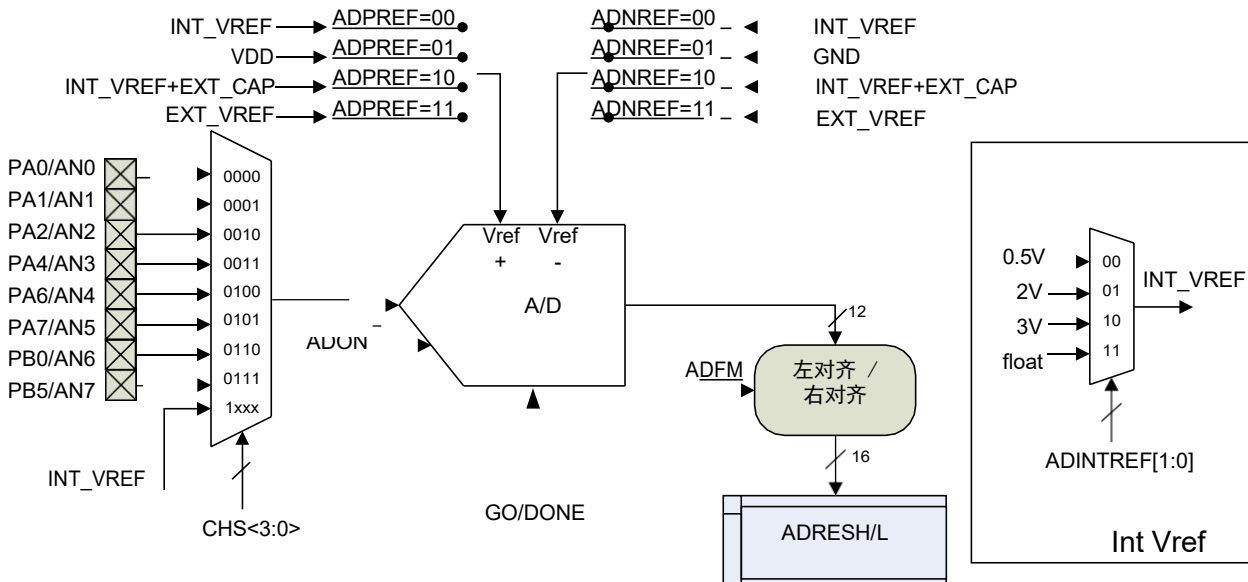 INT_VREF ADPREF=00 ADNREF=00 INT_VREF
VDD ADPREF=01 ADNREF=01 GND
INT_VREF+EXT_CAP ADPREF=10 ADNREF=10 INT_VREF+EXT_CAP
EXT_VREF ADPREF=11 ADNREF=11 EXT_VREF
PA0/AN0 0000
PA1/AN1 0001
PA2/AN2 0010
PA4/AN3 0011
PA6/AN4 0100
PA7/AN5 0101
PB0/AN6 0110
PB5/AN7 0111
1xxx
INT_VREF
CHS<3:0>
Vref Vref
+ -
A/D
ADON
GO/DONE
12
ADFM
左对齐 /
右对齐
16
ADRESH/L
0.5V 00
2V 01
3V 10
float 11
INT_VREF
ADINTREF[1:0]
Int Vref